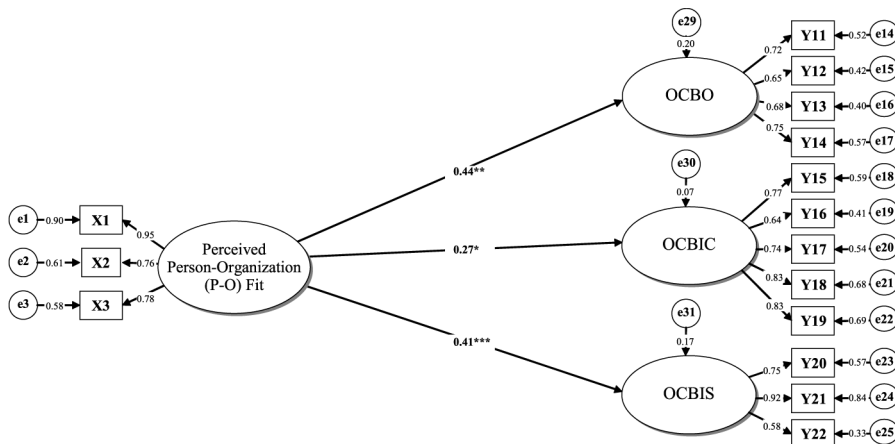 e29
0.20
OCBO
0.72
0.65
0.68
0.75
Y11
Y12
Y13
Y14
0.52
0.42
0.40
0.57
e14
e15
e16
e17
0.44**
e30
0.07
OCBIC
0.77
0.64
0.74
0.83
0.83
Y15
Y16
Y17
Y18
Y19
0.59
0.41
0.54
0.68
0.69
e18
e19
e20
e21
e22
e1
e2
e3
0.90
0.61
0.58
X1
X2
X3
0.95
0.76
0.78
Perceived
Person-Organization
(P-O) Fit
0.27*
0.41***
e31
0.17
OCBIS
0.75
0.92
0.58
Y20
Y21
Y22
0.57
0.84
0.33
e23
e24
e25